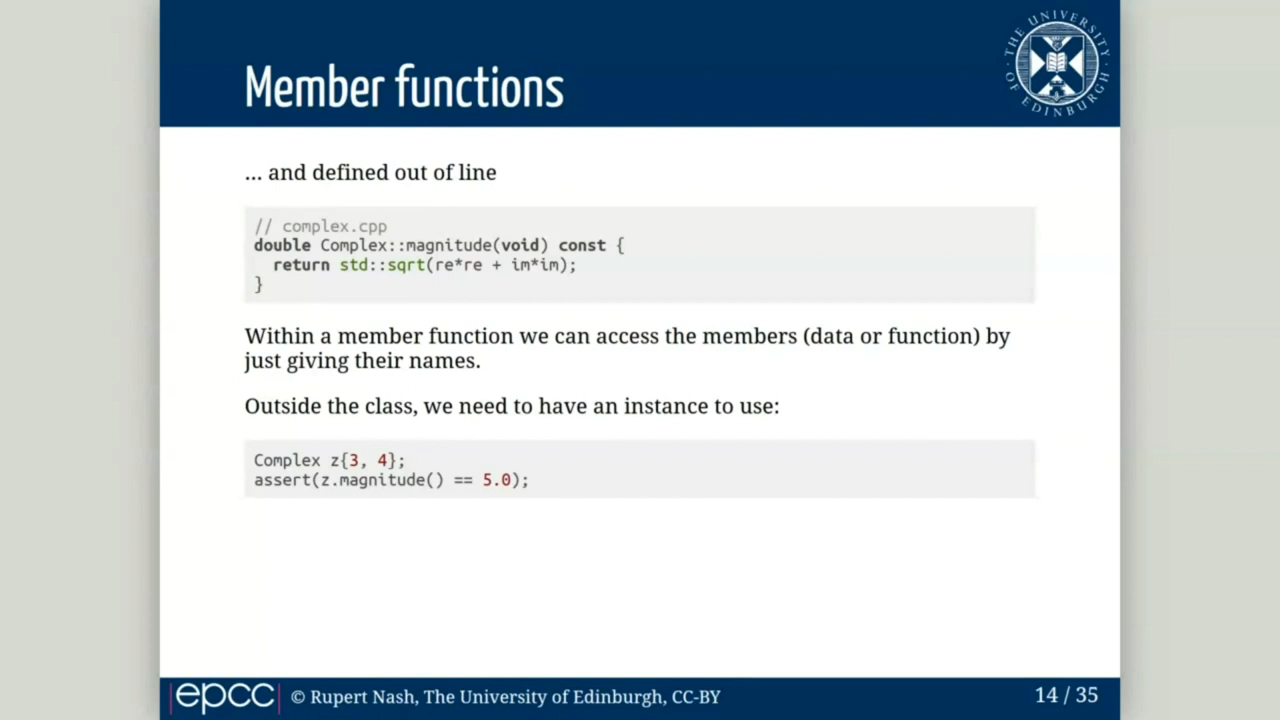 Member functions
THE UNIVERSITY OF EDINBURGH
... and defined out of line
// complex.cpp
double Complex::magnitude(void) const {
  return std::sqrt(re*re + im*im);
}
Within a member function we can access the members (data or function) by
just giving their names.
Outside the class, we need to have an instance to use:
Complex z{3, 4};
assert(z.magnitude() == 5.0);
epcc © Rupert Nash, The University of Edinburgh, CC-BY 14 / 35